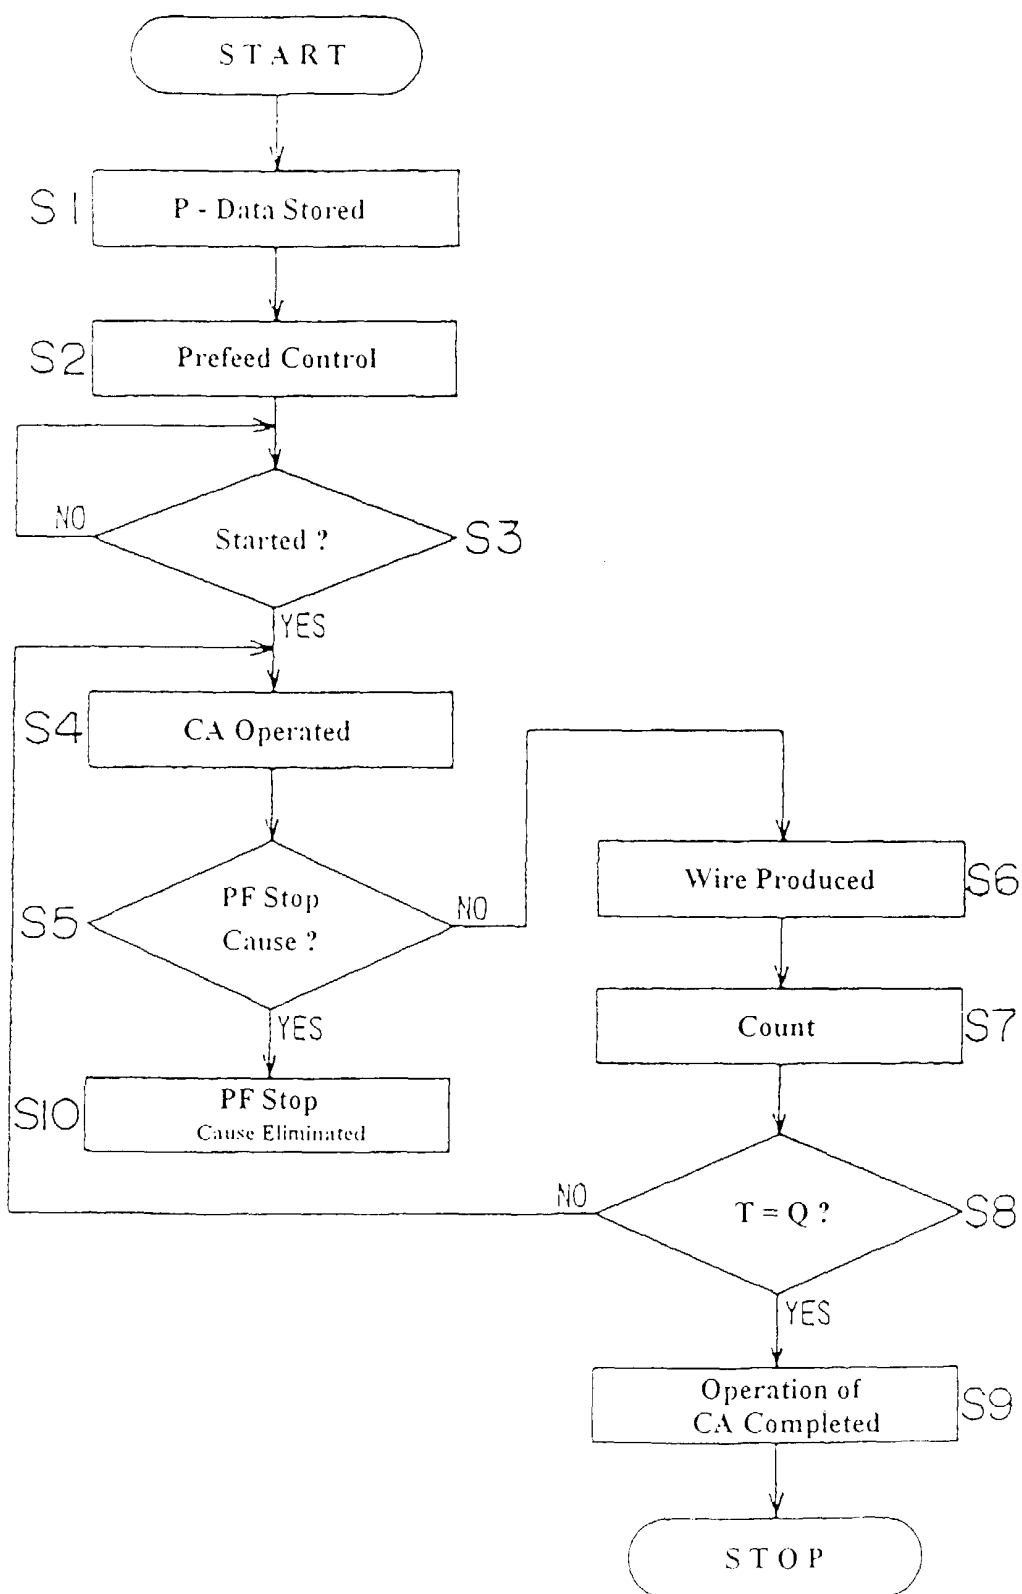 START
S1
P - Data Stored
S2
Prefeed Control
NO
Started ?
S3
YES
S4
CA Operated
S5
PF Stop
Cause ?
NO
YES
S10
PF Stop
Cause Eliminated
Wire Produced
S6
Count
S7
NO
T = Q ?
S8
YES
Operation of
CA Completed
S9
STOP